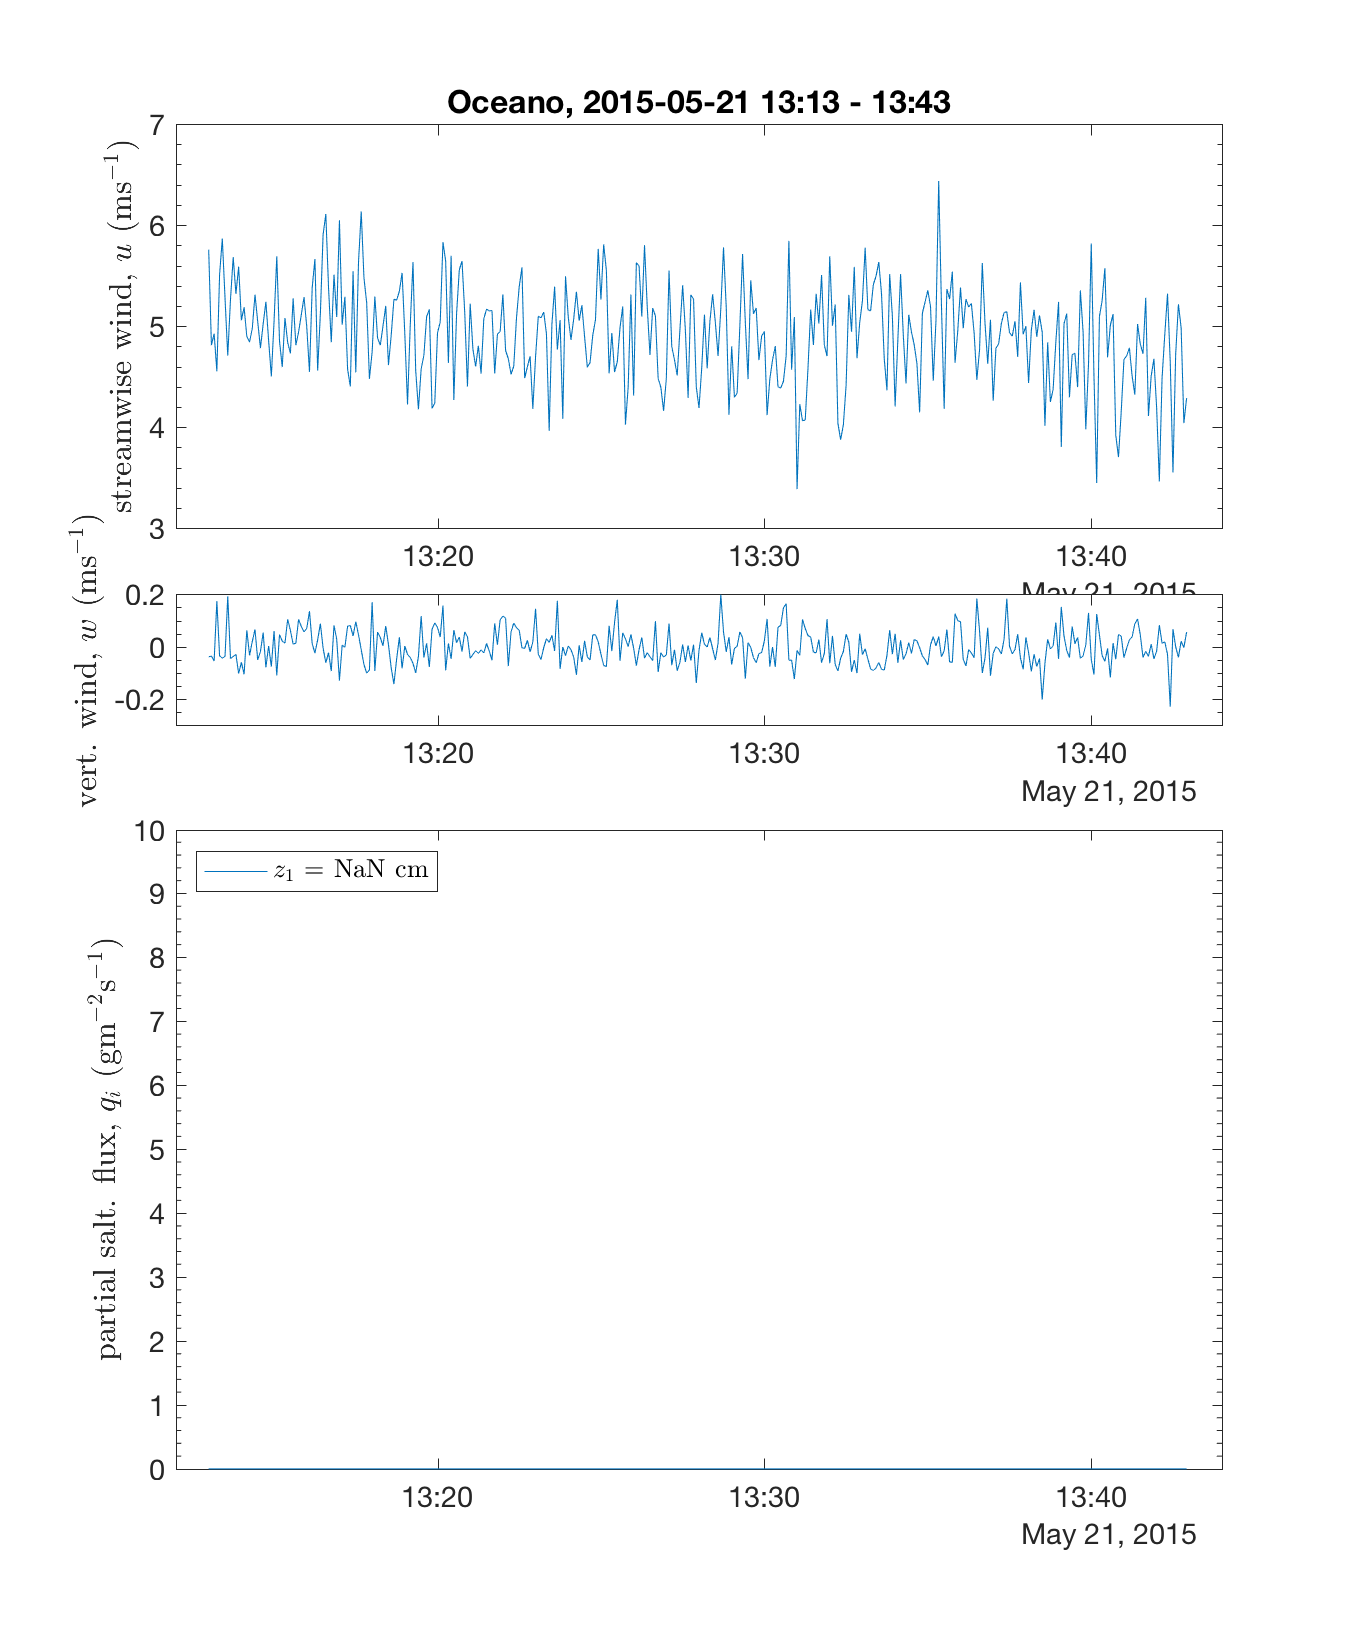 Oceano, 2015-05-21 13:13 - 13:43
streamwise wind, u (ms⁻¹)
7
6
5
4
3
13:20 13:30 13:40
May 21, 2015
vert. wind, w (ms⁻¹)
0.2
0
-0.2
13:20 13:30 13:40
May 21, 2015
partial salt. flux, qᵢ (gm⁻²s⁻¹)
z₁ = NaN cm
10
9
8
7
6
5
4
3
2
1
0
13:20 13:30 13:40
May 21, 2015